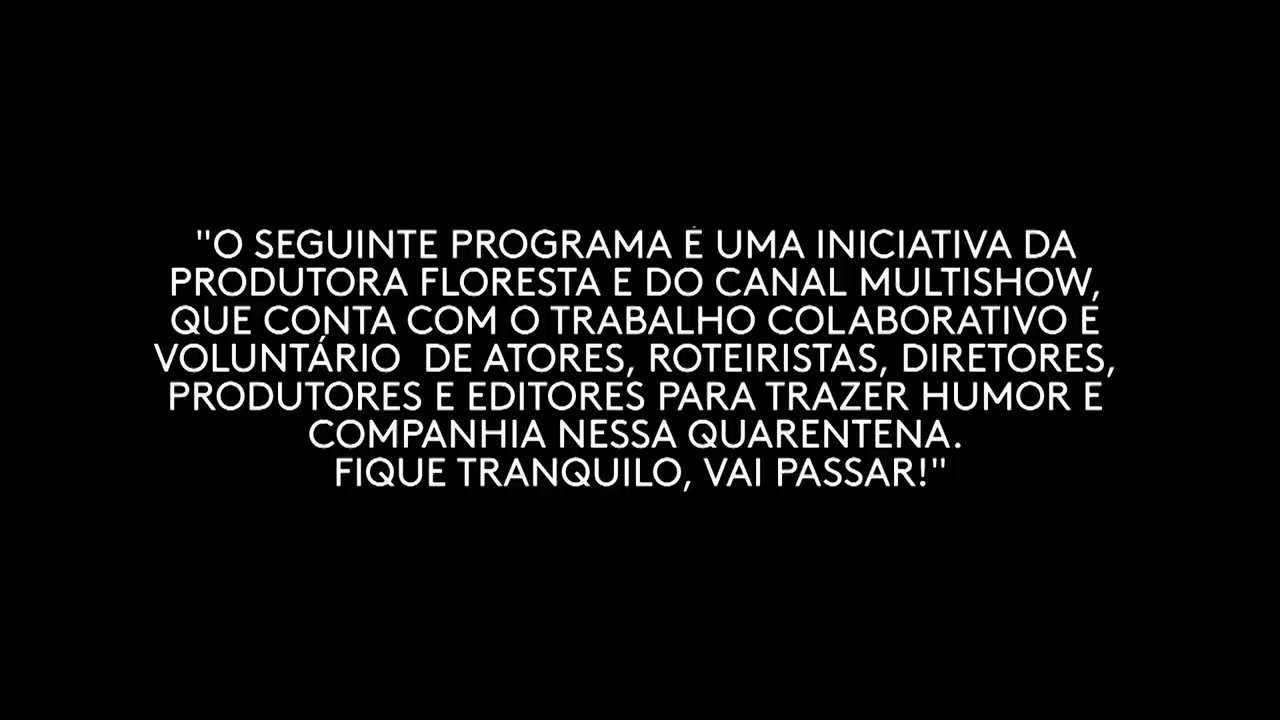 "O SEGUINTE PROGRAMA É UMA INICIATIVA DA
PRODUTORA FLORESTA E DO CANAL MULTISHOW,
QUE CONTA COM O TRABALHO COLABORATIVO E
VOLUNTÁRIO  DE ATORES, ROTEIRISTAS, DIRETORES,
PRODUTORES E EDITORES PARA TRAZER HUMOR E
COMPANHIA NESSA QUARENTENA.
FIQUE TRANQUILO, VAI PASSAR!"